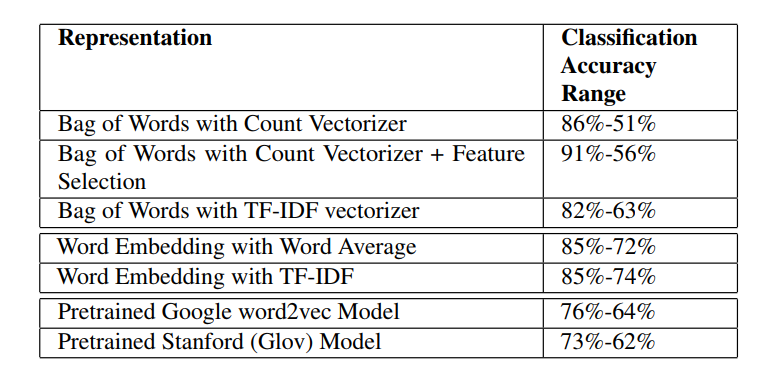 Representation
Classification
Accuracy
Range
Bag of Words with Count Vectorizer
86%-51%
Bag of Words with Count Vectorizer + Feature
Selection
91%-56%
Bag of Words with TF-IDF vectorizer
82%-63%
Word Embedding with Word Average
85%-72%
Word Embedding with TF-IDF
85%-74%
Pretrained Google word2vec Model
76%-64%
Pretrained Stanford (Glov) Model
73%-62%